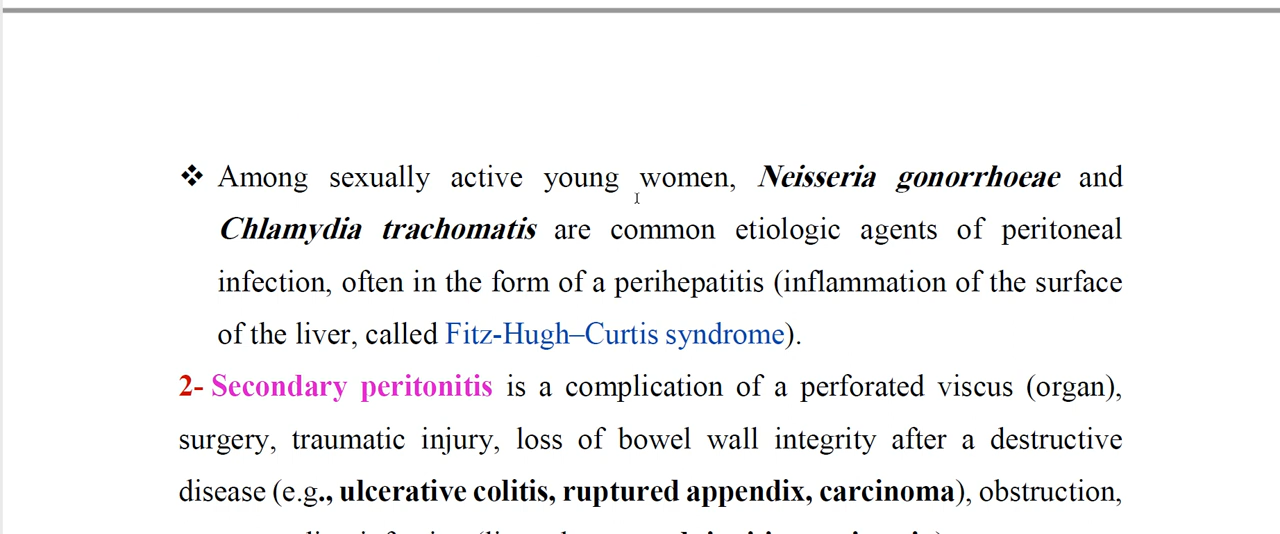 ❖ Among sexually active young women, Neisseria gonorrhoeae and
Chlamydia trachomatis are common etiologic agents of peritoneal
infection, often in the form of a perihepatitis (inflammation of the surface
of the liver, called Fitz-Hugh–Curtis syndrome).
2- Secondary peritonitis is a complication of a perforated viscus (organ),
surgery, traumatic injury, loss of bowel wall integrity after a destructive
disease (e.g., ulcerative colitis, ruptured appendix, carcinoma), obstruction,